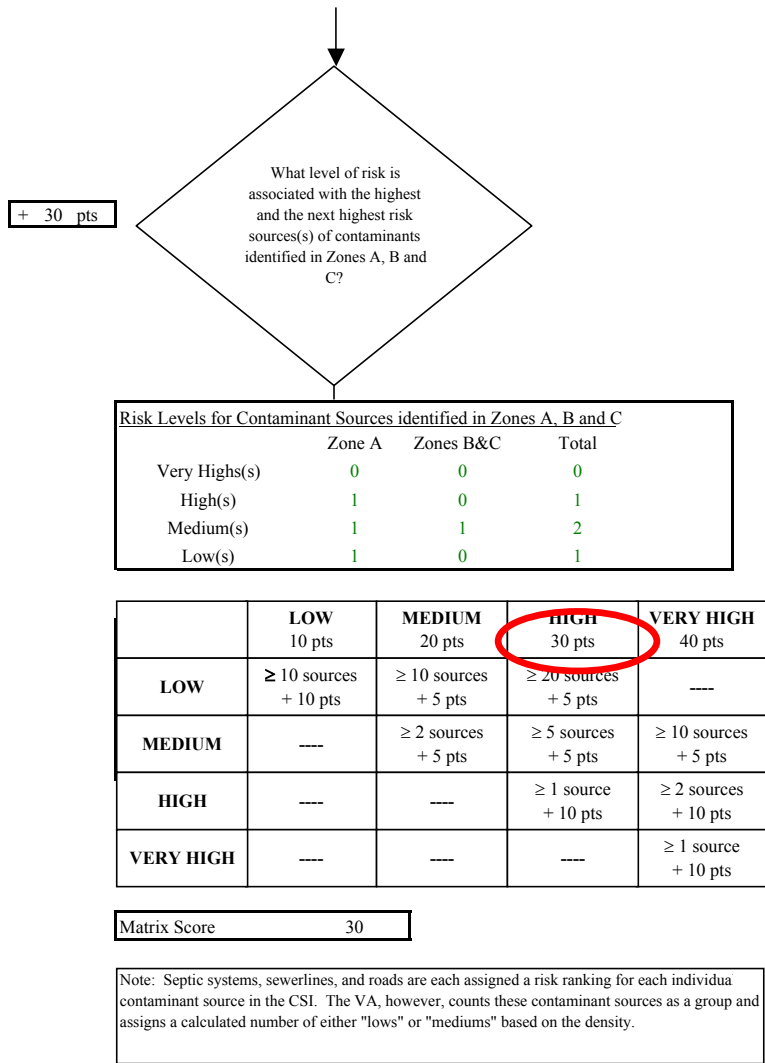 What level of risk is
associated with the highest
and the next highest risk
sources(s) of contaminants
identified in Zones A, B and
C?
+ 30 pts
Risk Levels for Contaminant Sources identified in Zones A, B and C
Zone A Zones B&C Total
Very Highs(s) 0 0 0
High(s) 1 0 1
Medium(s) 1 1 2
Low(s) 1 0 1
LOW MEDIUM HIGH VERY HIGH
10 pts 20 pts 30 pts 40 pts
LOW ≥ 10 sources ≥ 10 sources ≥ 20 sources ----
+ 10 pts + 5 pts + 5 pts
MEDIUM ---- ≥ 2 sources ≥ 5 sources ≥ 10 sources
+ 5 pts + 5 pts + 5 pts
HIGH ---- ---- ≥ 1 source ≥ 2 sources
+ 10 pts + 10 pts
VERY HIGH ---- ---- ---- ≥ 1 source
+ 10 pts
Matrix Score 30
Note: Septic systems, sewerlines, and roads are each assigned a risk ranking for each individua
contaminant source in the CSI. The VA, however, counts these contaminant sources as a group and
assigns a calculated number of either "lows" or "mediums" based on the density.